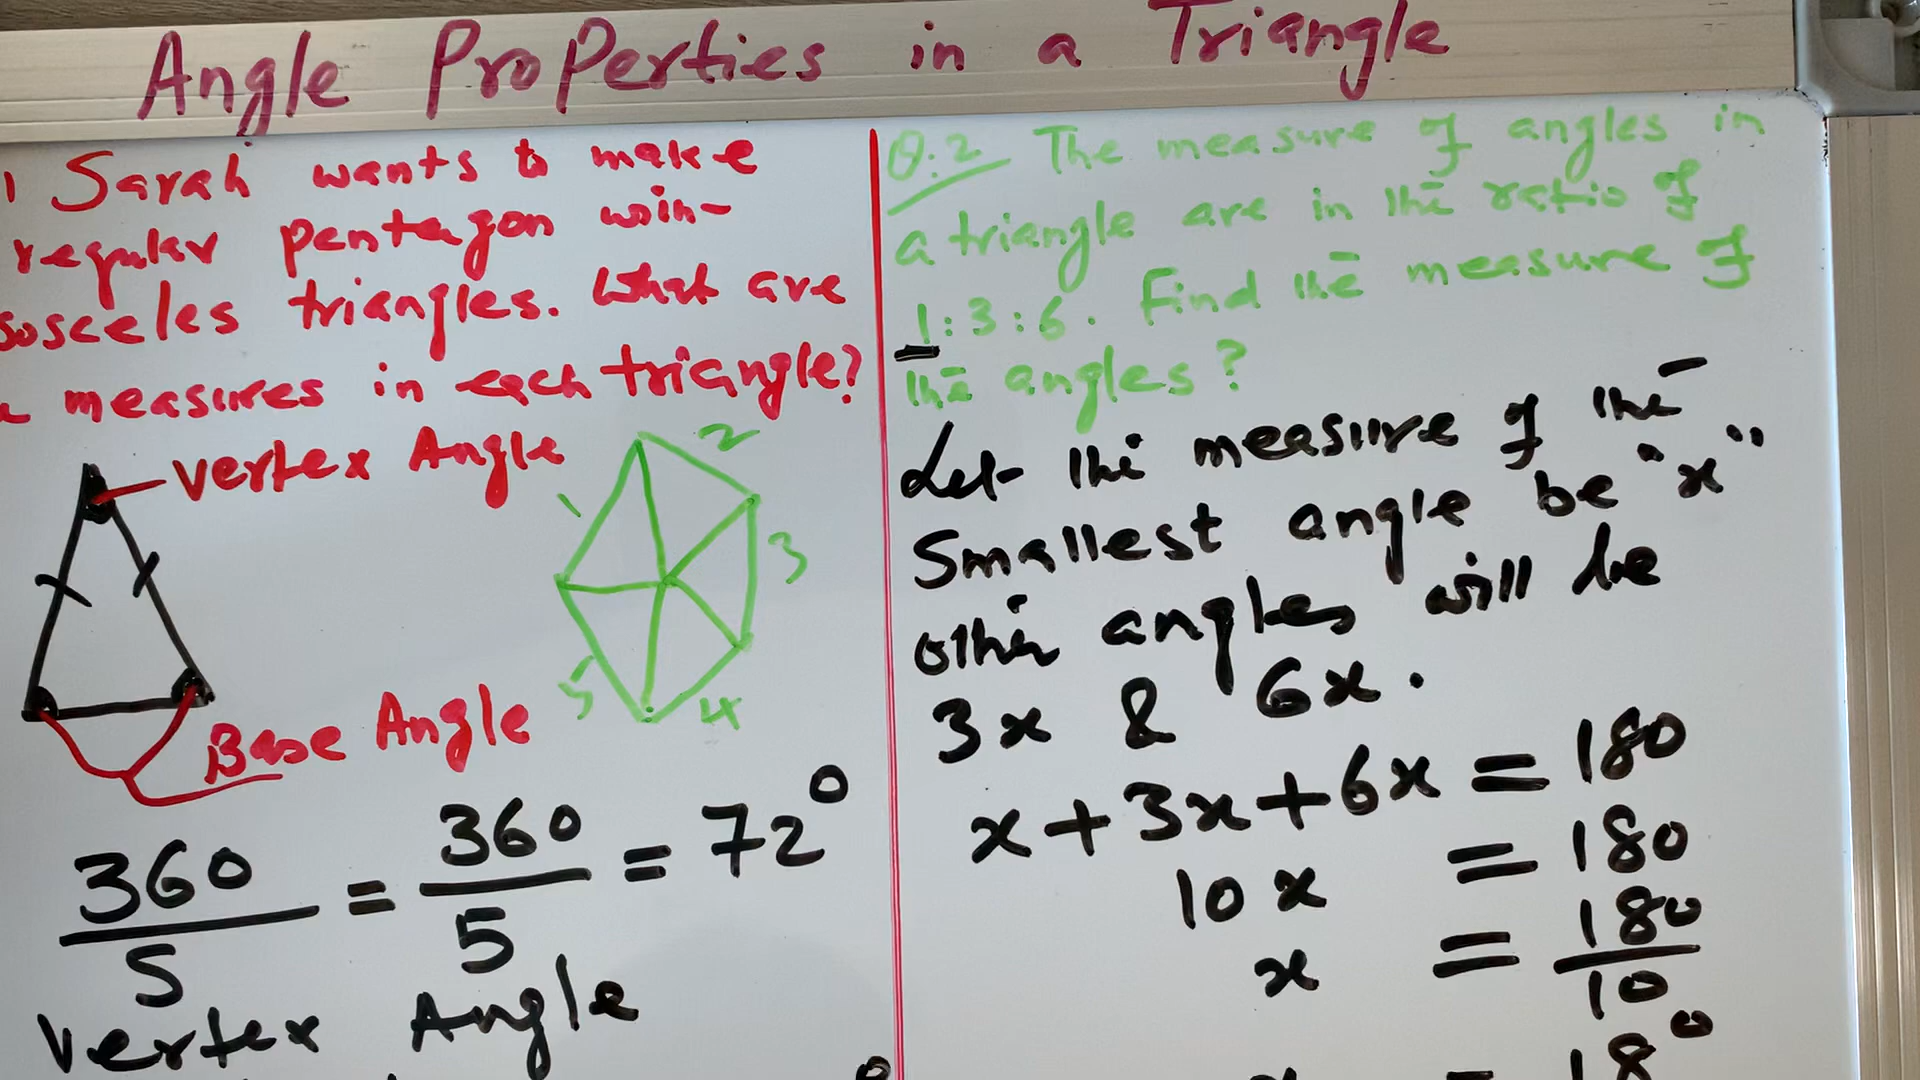 Angle Properties in a Triangle
1 Sarah wants to make
regular pentagon with
sosceles triangles. What are
measures in each triangle?
Vertex Angle
1
2
3
4
5
Base Angle
360/5 = 360/5 = 72°
Vertex Angle
Q:2 The measure of angles in
a triangle are in the ratio of
1:3:6. Find the measure of
the angles?
Let the measure of the
Smallest angle be "x"
other angles will be
3x & 6x.
x+3x+6x = 180
10x = 180
x = 180/10
= 18°